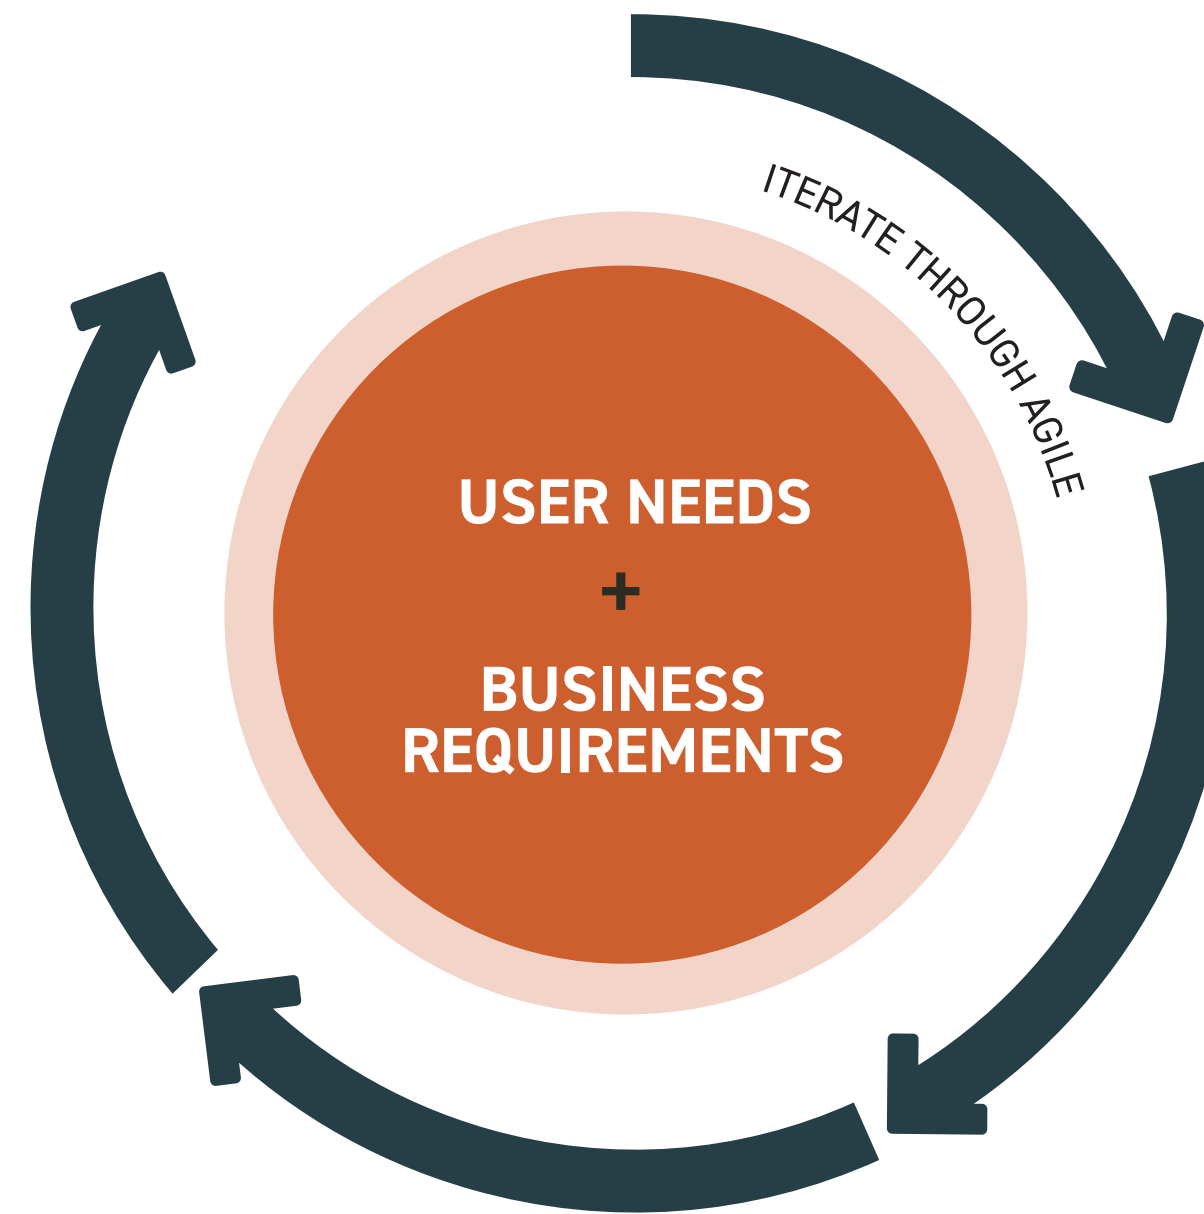 ITERATE THROUGH AGILE
USER NEEDS
+
BUSINESS
REQUIREMENTS